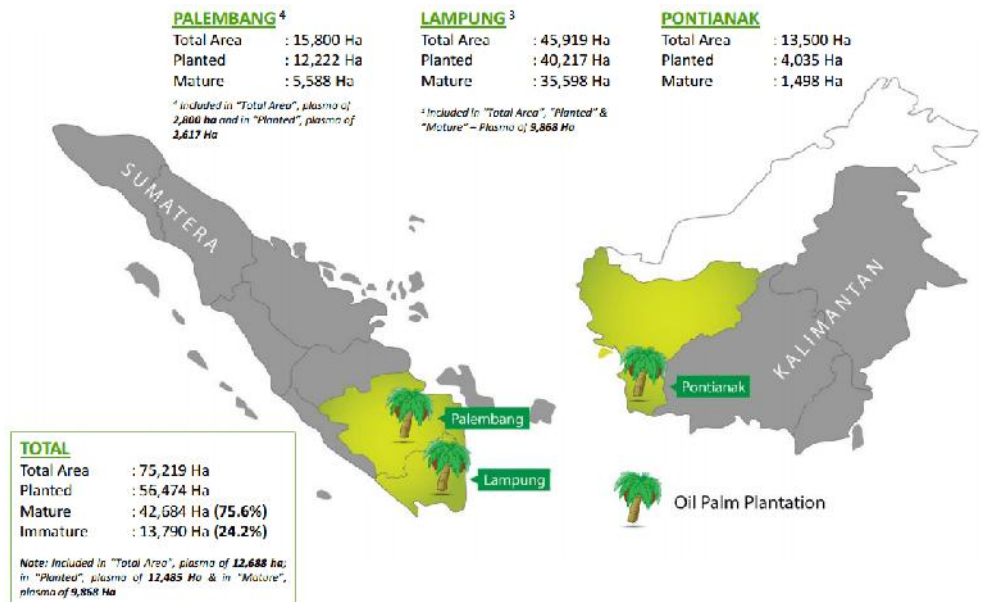 PALEMBANG 4
Total Area : 15,800 Ha
Planted : 12,222 Ha
Mature : 5,588 Ha
4 Included in "Total Area", plasma of
2,800 ha and in "Planted", plasma of
2,617 Ha
LAMPUNG 3
Total Area : 45,919 Ha
Planted : 40,217 Ha
Mature : 35,598 Ha
3 Included in "Total Area", "Planted" &
"Mature" – Plasma of 9,868 Ha
PONTIANAK
Total Area : 13,500 Ha
Planted : 4,035 Ha
Mature : 1,498 Ha
SUMATERA
KALIMANTAN
Pontianak
Palembang
Lampung
Oil Palm Plantation
TOTAL
Total Area : 75,219 Ha
Planted : 56,474 Ha
Mature : 42,684 Ha (75.6%)
Immature : 13,790 Ha (24.2%)
Note: Included in "Total Area", plasma of 12,688 ha;
in "Planted", plasma of 12,485 Ha & in "Mature",
plasma of 9,868 Ha